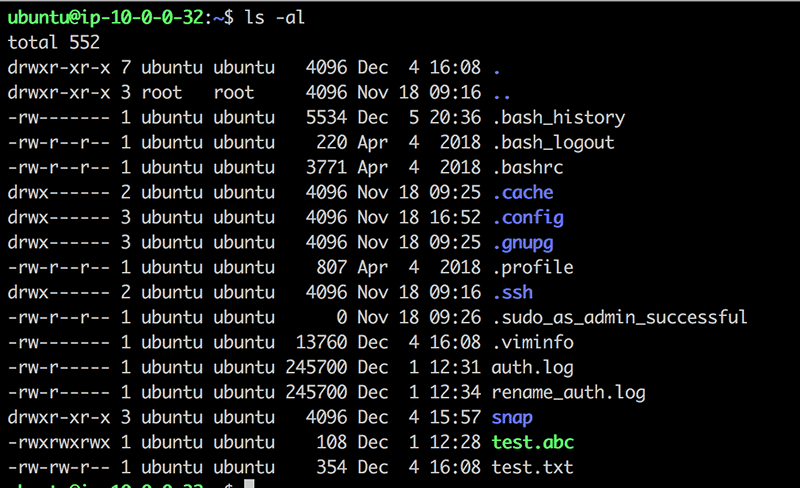 ubuntu@ip-10-0-0-32:~$ ls -al
total 552
drwxr-xr-x 7 ubuntu ubuntu   4096 Dec  4 16:08 .
drwxr-xr-x 3 root   root     4096 Nov 18 09:16 ..
-rw------- 1 ubuntu ubuntu   5534 Dec  5 20:36 .bash_history
-rw-r--r-- 1 ubuntu ubuntu    220 Apr  4  2018 .bash_logout
-rw-r--r-- 1 ubuntu ubuntu   3771 Apr  4  2018 .bashrc
drwx------ 2 ubuntu ubuntu   4096 Nov 18 09:25 .cache
drwx------ 3 ubuntu ubuntu   4096 Nov 18 16:52 .config
drwx------ 3 ubuntu ubuntu   4096 Nov 18 09:25 .gnupg
-rw-r--r-- 1 ubuntu ubuntu    807 Apr  4  2018 .profile
drwx------ 2 ubuntu ubuntu   4096 Nov 18 09:16 .ssh
-rw-r--r-- 1 ubuntu ubuntu      0 Nov 18 09:26 .sudo_as_admin_successful
-rw------- 1 ubuntu ubuntu  13760 Dec  4 16:08 .viminfo
-rw-r----- 1 ubuntu ubuntu 245700 Dec  1 12:31 auth.log
-rw-r----- 1 ubuntu ubuntu 245700 Dec  1 12:34 rename_auth.log
drwxr-xr-x 3 ubuntu ubuntu   4096 Dec  4 15:57 snap
-rwxrwxrwx 1 ubuntu ubuntu    108 Dec  1 12:28 test.abc
-rw-rw-r-- 1 ubuntu ubuntu    354 Dec  4 16:08 test.txt
ubuntu@ip-10-0-0-32:~$